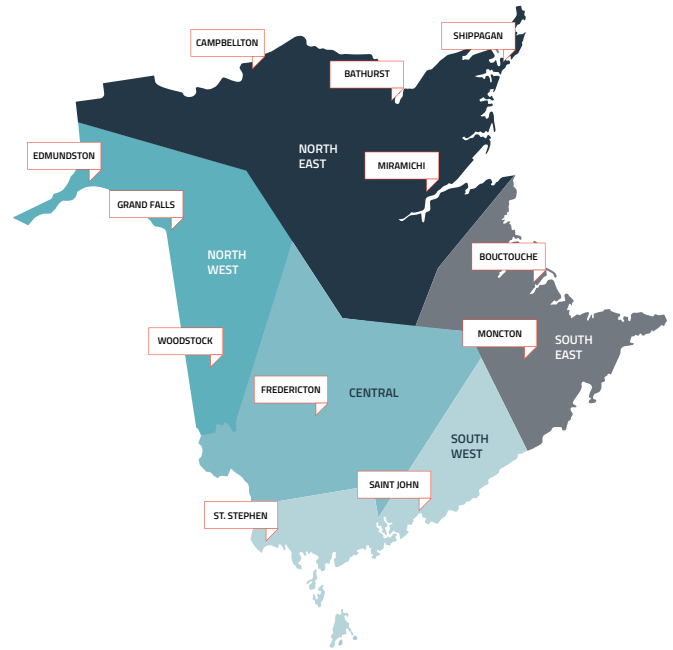 SHIPPAGAN
CAMPBELLTON
BATHURST
NORTH
EAST
EDMUNDSTON
MIRAMICHI
GRAND FALLS
NORTH
WEST
BOUCTOUCHE
WOODSTOCK
MONCTON
SOUTH
EAST
FREDERICTON
CENTRAL
SOUTH
WEST
SAINT JOHN
ST. STEPHEN